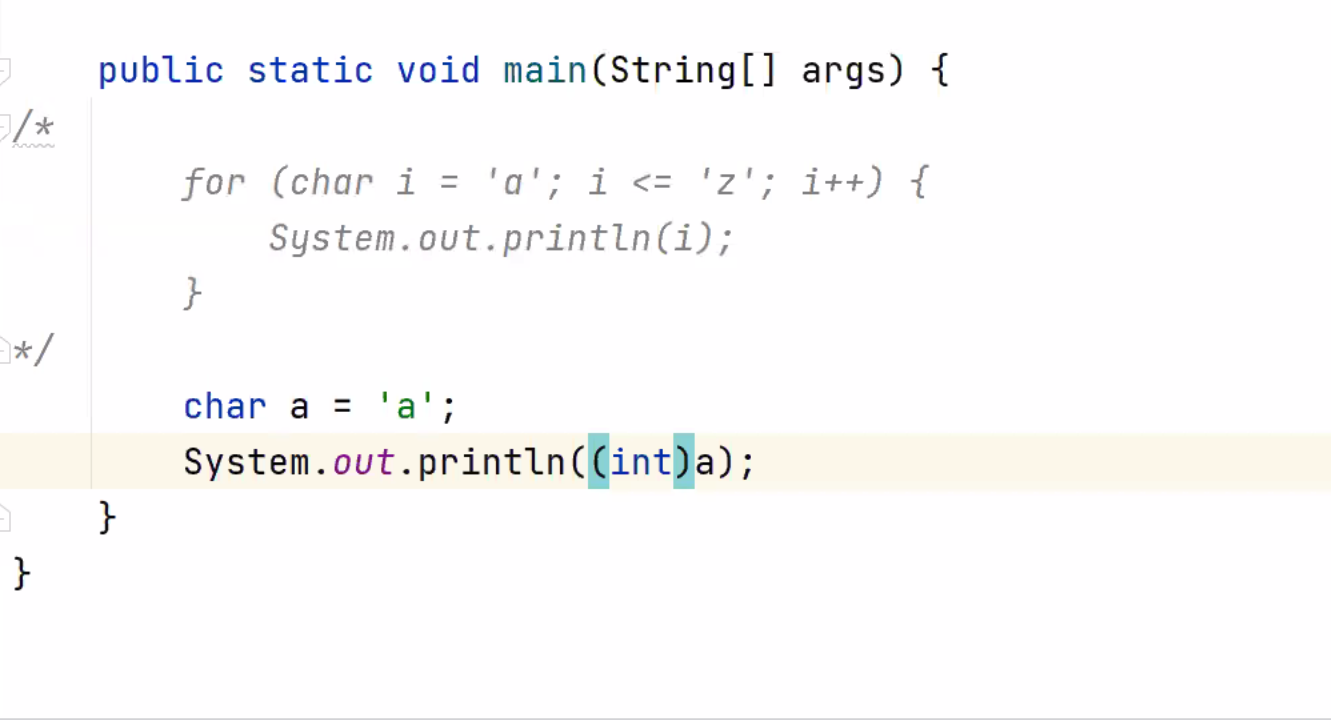 public static void main(String[] args) {
/*
for (char i = 'a'; i <= 'z'; i++) {
System.out.println(i);
}
*/
char a = 'a';
System.out.println((int)a);
}
}